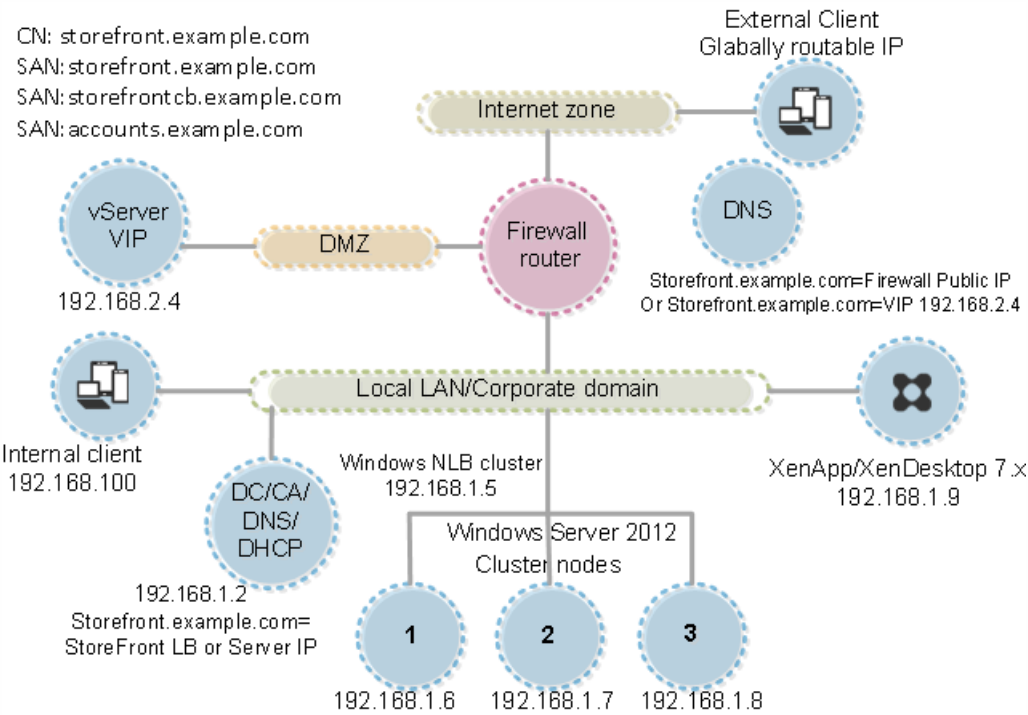 CN: storefront.example.com
SAN: storefront.example.com
SAN: storefrontcb.example.com
SAN: accounts.example.com
External Client
Glabally routable IP
Internet zone
vServer
VIP
192.168.2.4
DMZ
Firewall
router
DNS
Storefront.example.com=Firewall Public IP
Or Storefront.example.com=VIP 192.168.2.4
Internal client
192.168.100
Local LAN/Corporate domain
XenApp/XenDesktop 7.x
192.168.1.9
DC/CA/
DNS/
DHCP
192.168.1.2
Storefront.example.com=
StoreFront LB or Server IP
Windows NLB cluster
192.168.1.5
Windows Server 2012
Cluster nodes
1
2
3
192.168.1.6
192.168.1.7
192.168.1.8